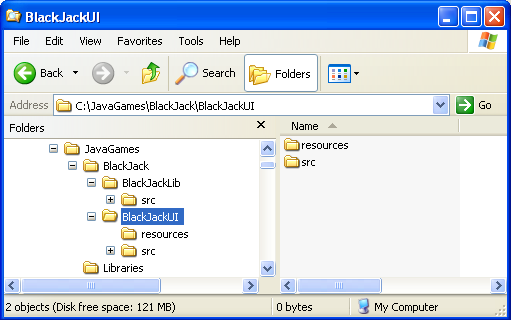 BlackJackUI
File Edit View Favorites Tools Help
Back Search Folders
Address C:\JavaGames\BlackJack\BlackJackUI Go
Folders
Name
JavaGames
BlackJack
BlackJackLib
src
BlackJackUI
resources
src
Libraries
resources
src
2 objects (Disk free space: 121 MB) 0 bytes My Computer